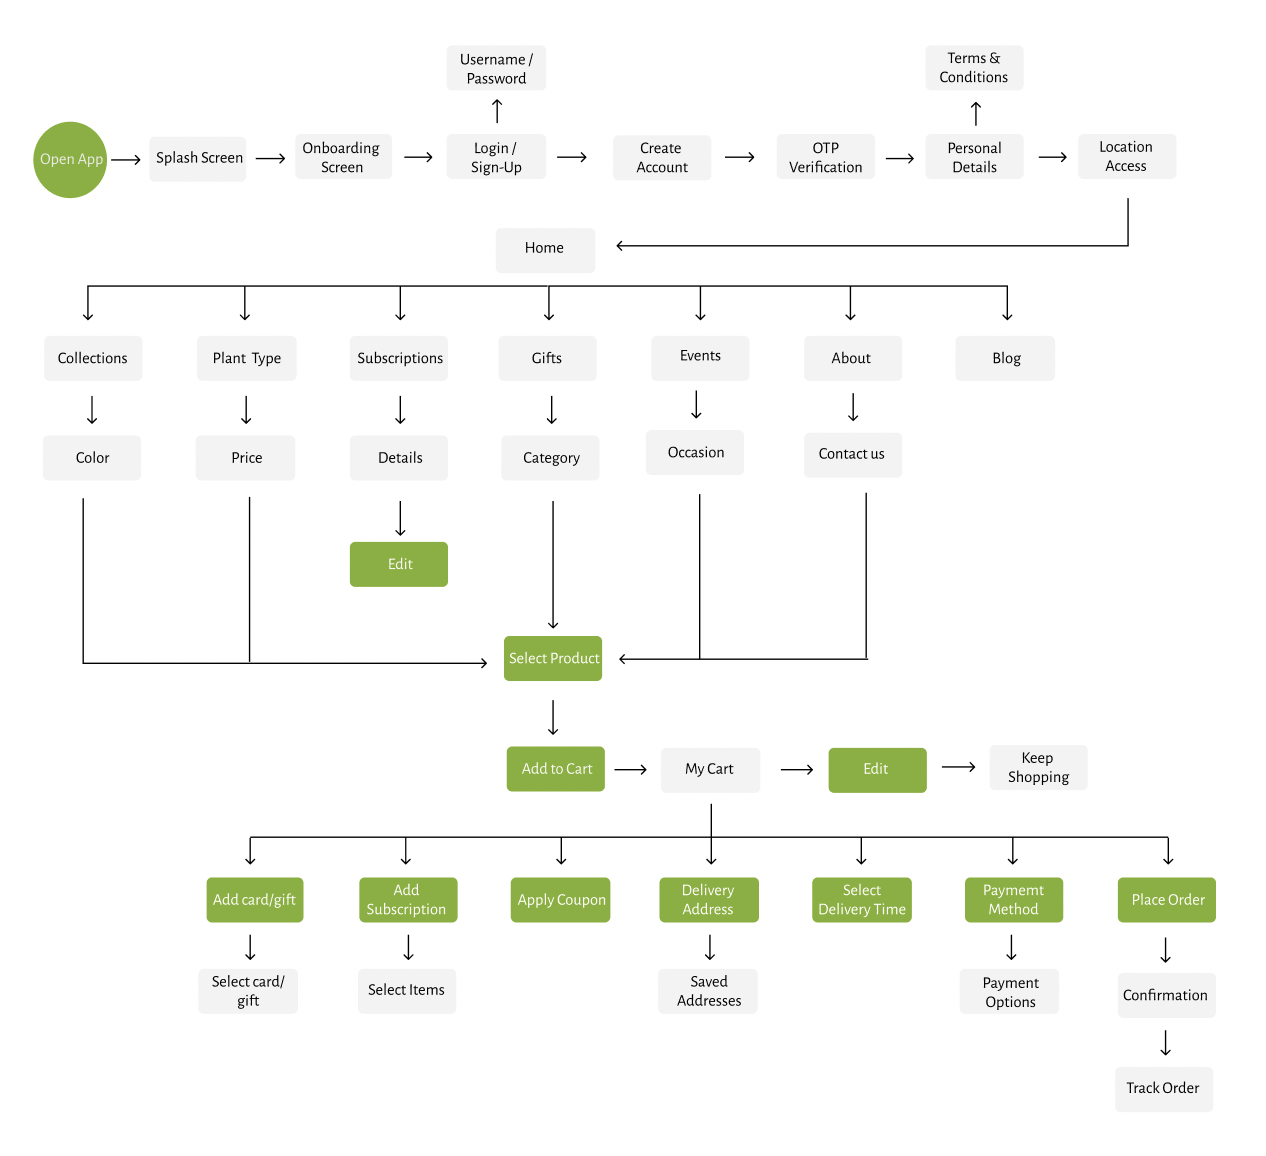 Username /
Password
Terms &
Conditions
Open App
Splash Screen
Onboarding
Screen
Login /
Sign-Up
Create
Account
OTP
Verification
Personal
Details
Location
Access
Home
Collections
Plant Type
Subscriptions
Gifts
Events
About
Blog
Color
Price
Details
Category
Occasion
Contact us
Edit
Select Product
Add to Cart
My Cart
Edit
Keep
Shopping
Add card/gift
Add
Subscription
Apply Coupon
Delivery
Address
Select
Delivery Time
Paymemt
Method
Place Order
Select card/
gift
Select Items
Saved
Addresses
Payment
Options
Confirmation
Track Order